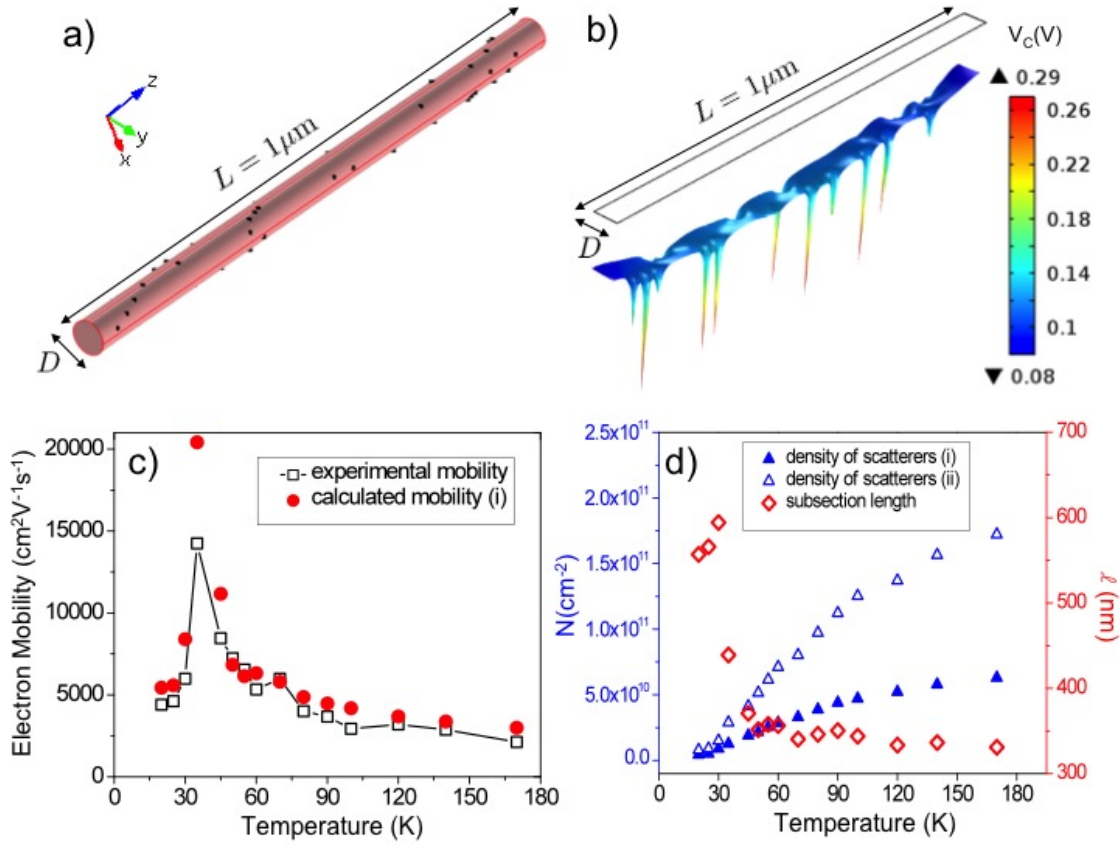 a)
z
y
x
L = 1μm
D
b)
L = 1μm
D
V_C(V)
▲ 0.29
0.26
0.22
0.18
0.14
0.1
▼ 0.08
c)
experimental mobility
calculated mobility (i)
Electron Mobility (cm²V⁻¹s⁻¹)
20000
15000
10000
5000
0
0 30 60 90 120 150 180
Temperature (K)
d)
density of scatterers (i)
density of scatterers (ii)
subsection length
N(cm⁻²)
2.5x10¹¹
2.0x10¹¹
1.5x10¹¹
1.0x10¹¹
5.0x10¹⁰
0.0
700
600
500
400
300
ℓ (nm)
0 30 60 90 120 150 180
Temperature (K)